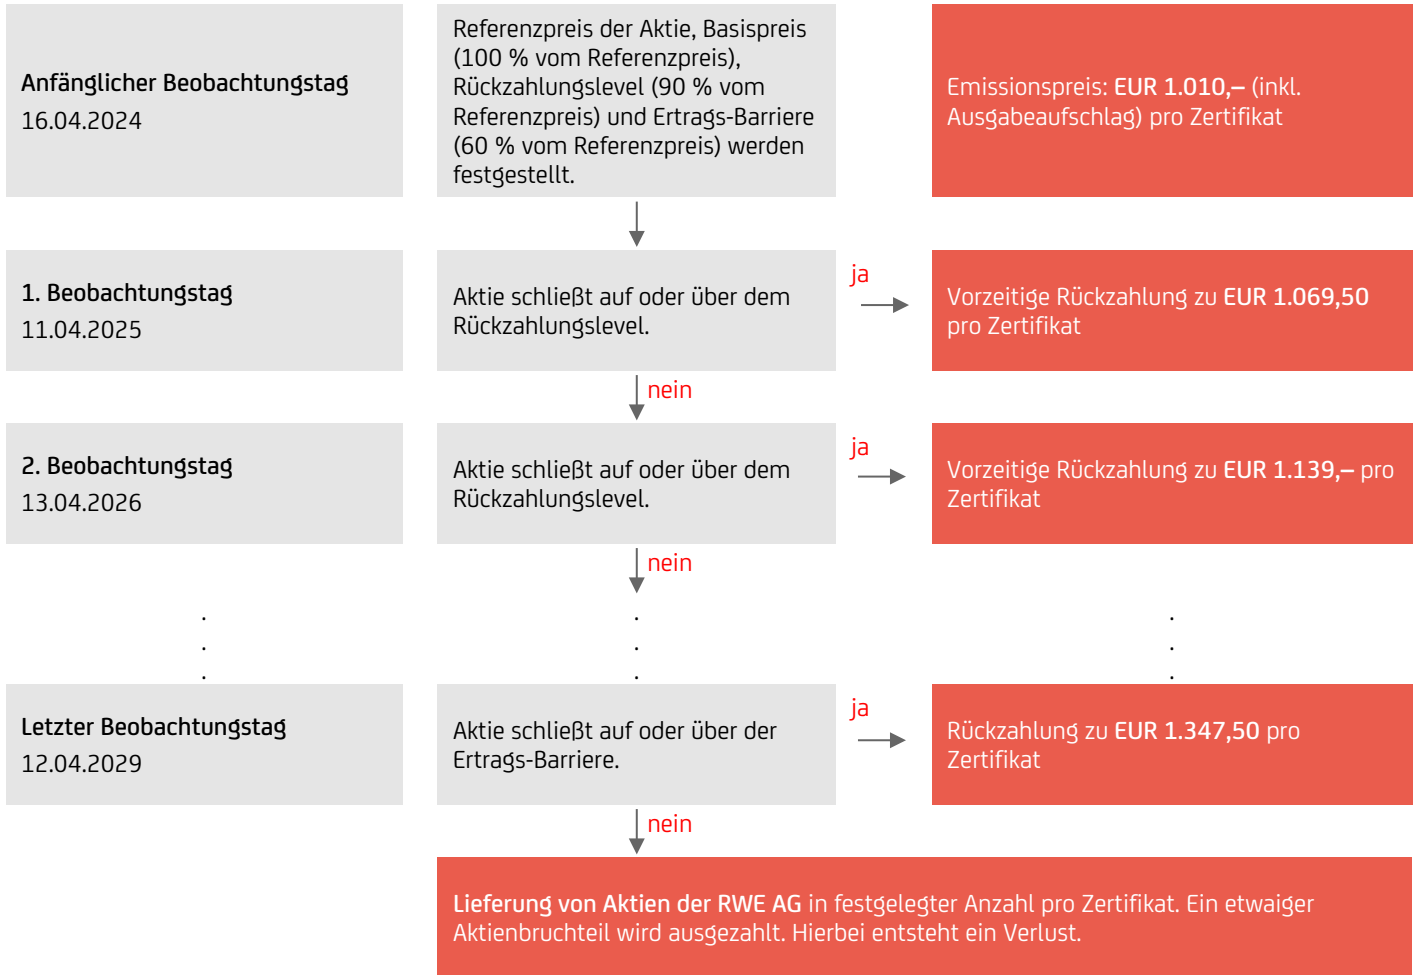 Anfänglicher Beobachtungstag
16.04.2024
Referenzpreis der Aktie, Basispreis
(100 % vom Referenzpreis),
Rückzahlungslevel (90 % vom
Referenzpreis) und Ertrags-Barriere
(60 % vom Referenzpreis) werden
festgestellt.
Emissionspreis: EUR 1.010,– (inkl.
Ausgabeaufschlag) pro Zertifikat
1. Beobachtungstag
11.04.2025
Aktie schließt auf oder über dem
Rückzahlungslevel.
ja
Vorzeitige Rückzahlung zu EUR 1.069,50
pro Zertifikat
nein
2. Beobachtungstag
13.04.2026
Aktie schließt auf oder über dem
Rückzahlungslevel.
ja
Vorzeitige Rückzahlung zu EUR 1.139,– pro
Zertifikat
nein
Letzter Beobachtungstag
12.04.2029
Aktie schließt auf oder über der
Ertrags-Barriere.
ja
Rückzahlung zu EUR 1.347,50 pro
Zertifikat
nein
Lieferung von Aktien der RWE AG in festgelegter Anzahl pro Zertifikat. Ein etwaiger
Aktienbruchteil wird ausgezahlt. Hierbei entsteht ein Verlust.